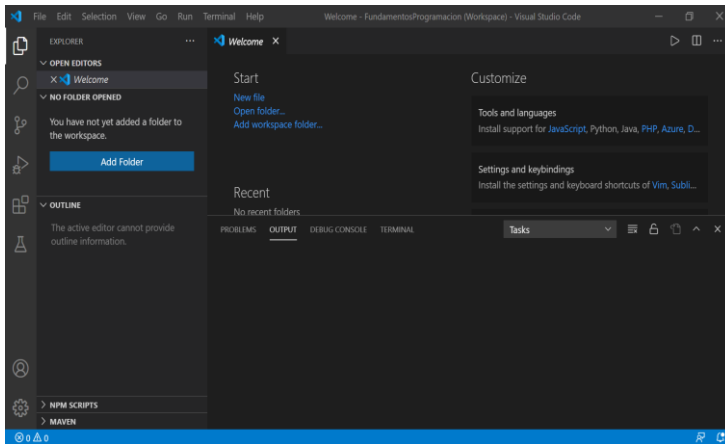 File Edit Selection View Go Run Terminal Help
Welcome - FundamentosProgramacion (Workspace) - Visual Studio Code
EXPLORER
Welcome
OPEN EDITORS
Welcome
NO FOLDER OPENED
You have not yet added a folder to
the workspace.
Add Folder
OUTLINE
The active editor cannot provide
outline information.
NPM SCRIPTS
MAVEN
Start
New file
Open folder...
Add workspace folder...
Recent
No recent folders
Customize
Tools and languages
Install support for JavaScript, Python, Java, PHP, Azure, D...
Settings and keybindings
Install the settings and keyboard shortcuts of Vim, Subli...
PROBLEMS OUTPUT DEBUG CONSOLE TERMINAL
Tasks
0 0